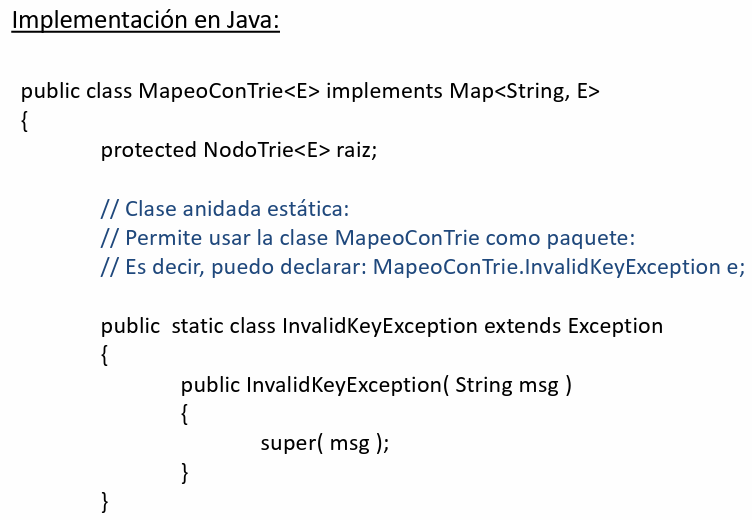 Implementación en Java:
public class MapeoConTrie<E> implements Map<String, E>
{
protected NodoTrie<E> raiz;
// Clase anidada estática:
// Permite usar la clase MapeoConTrie como paquete:
// Es decir, puedo declarar: MapeoConTrie.InvalidKeyException e;
public  static class InvalidKeyException extends Exception
{
public InvalidKeyException( String msg )
{
super( msg );
}
}